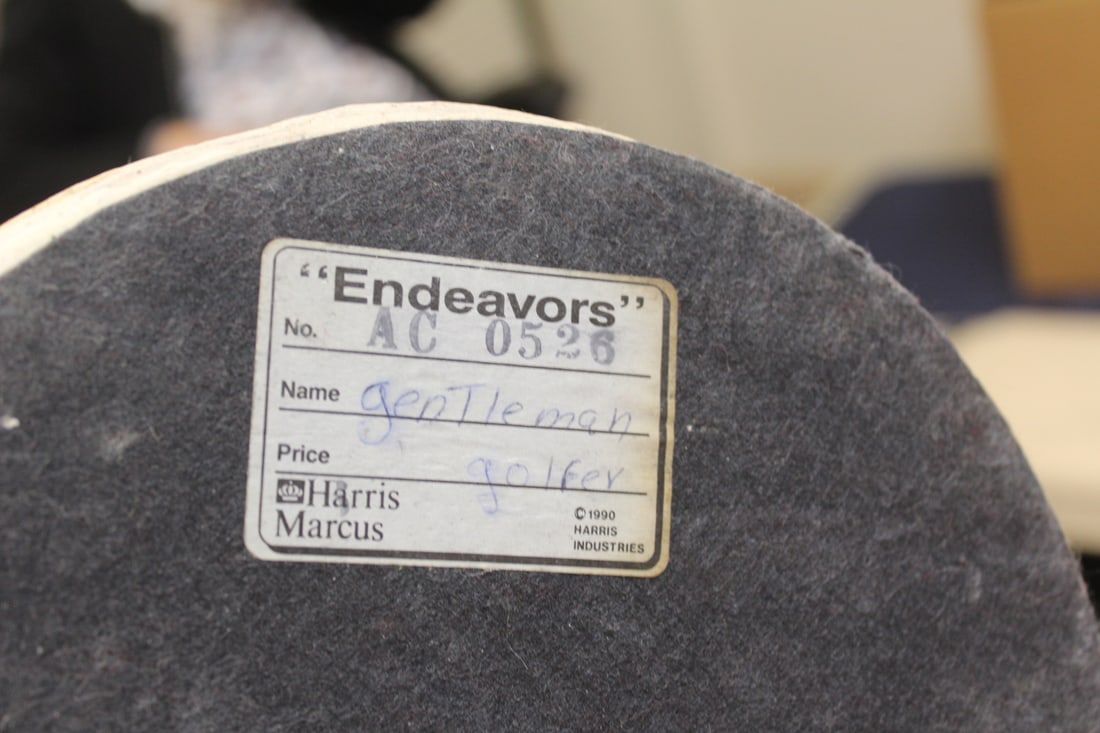 “Endeavors”
No. AC 0526
Name gentleman
Price golfer
Harris
Marcus
©1990
HARRIS
INDUSTRIES